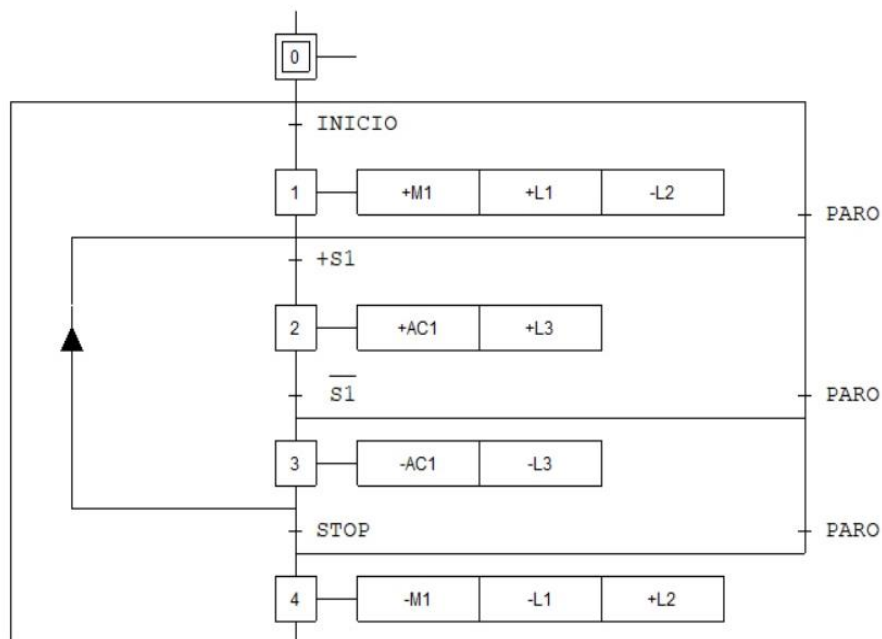 0
INICIO
1 +M1 +L1 -L2
PARO
+S1
2 +AC1 +L3
S̅1̅ PARO
3 -AC1 -L3
STOP PARO
4 -M1 -L1 +L2